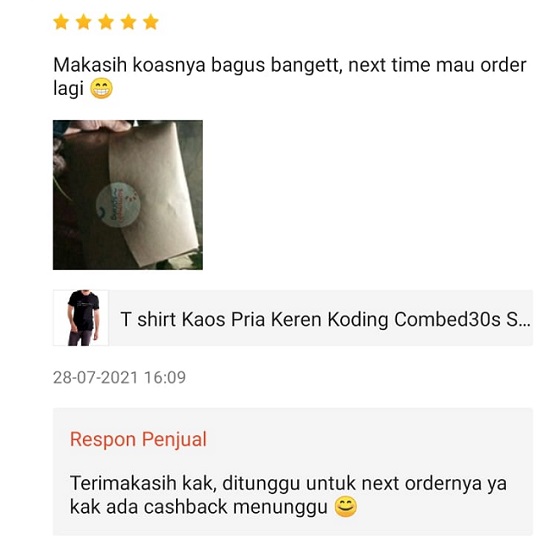 Makasih koasnya bagus bangett, next time mau order
lagi 😁
T shirt Kaos Pria Keren Koding Combed30s S...
28-07-2021 16:09
Respon Penjual
Terimakasih kak, ditunggu untuk next ordernya ya
kak ada cashback menunggu 😊